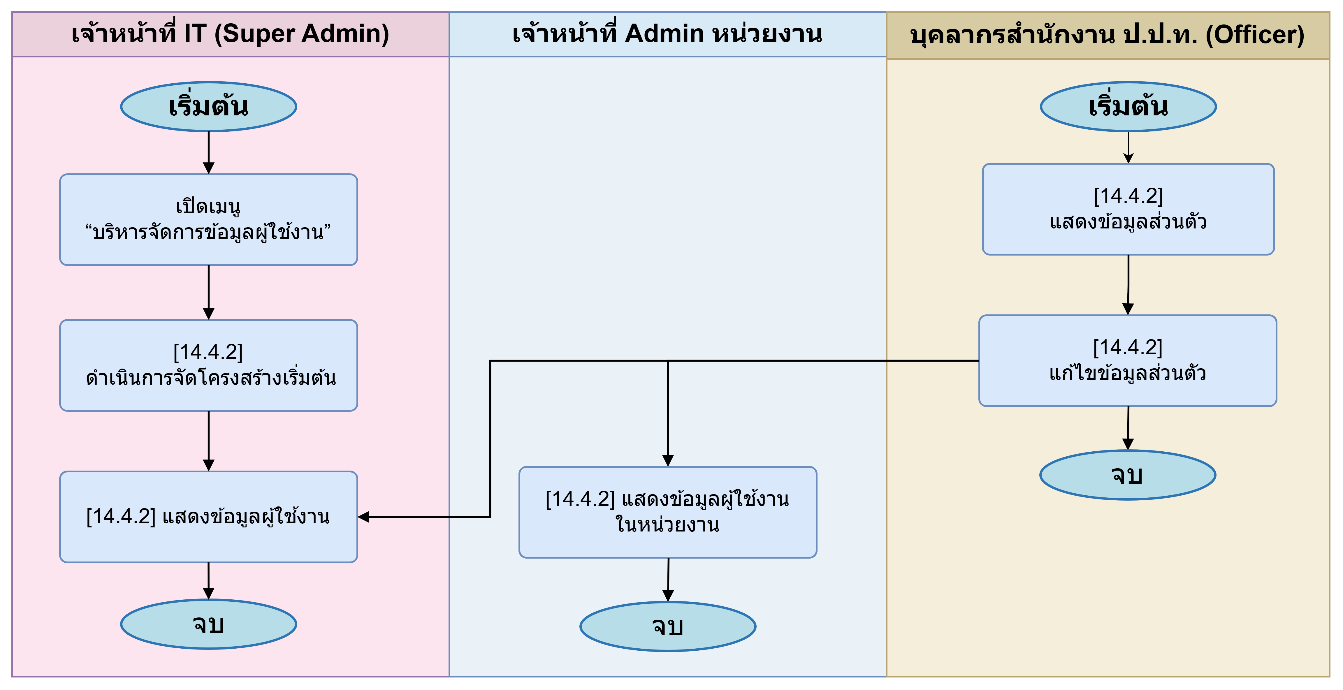 เจ้าหน้าที่ IT (Super Admin)
เริ่มต้น
เปิดเมนู
“บริหารจัดการข้อมูลผู้ใช้งาน”
[14.4.2]
ดำเนินการจัดโครงสร้างเริ่มต้น
[14.4.2] แสดงข้อมูลผู้ใช้งาน
จบ
เจ้าหน้าที่ Admin หน่วยงาน
[14.4.2] แสดงข้อมูลผู้ใช้งาน
ในหน่วยงาน
จบ
บุคลากรสำนักงาน ป.ป.ท. (Officer)
เริ่มต้น
[14.4.2]
แสดงข้อมูลส่วนตัว
[14.4.2]
แก้ไขข้อมูลส่วนตัว
จบ